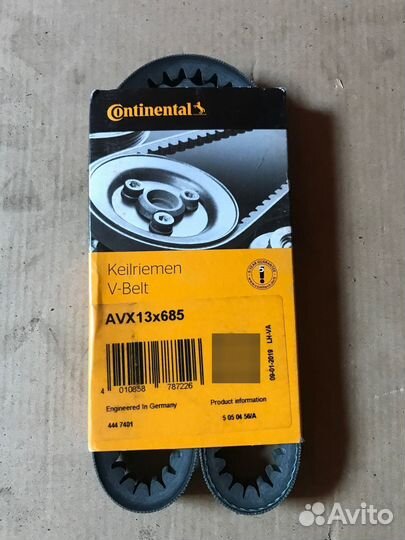 Continental
Keilriemen
V-Belt
AVX13x685
4 010858 787226
09-01-2019 LH-VA
Engineered In Germany
Product information
444 7401
5 05 04 56/A
Avito